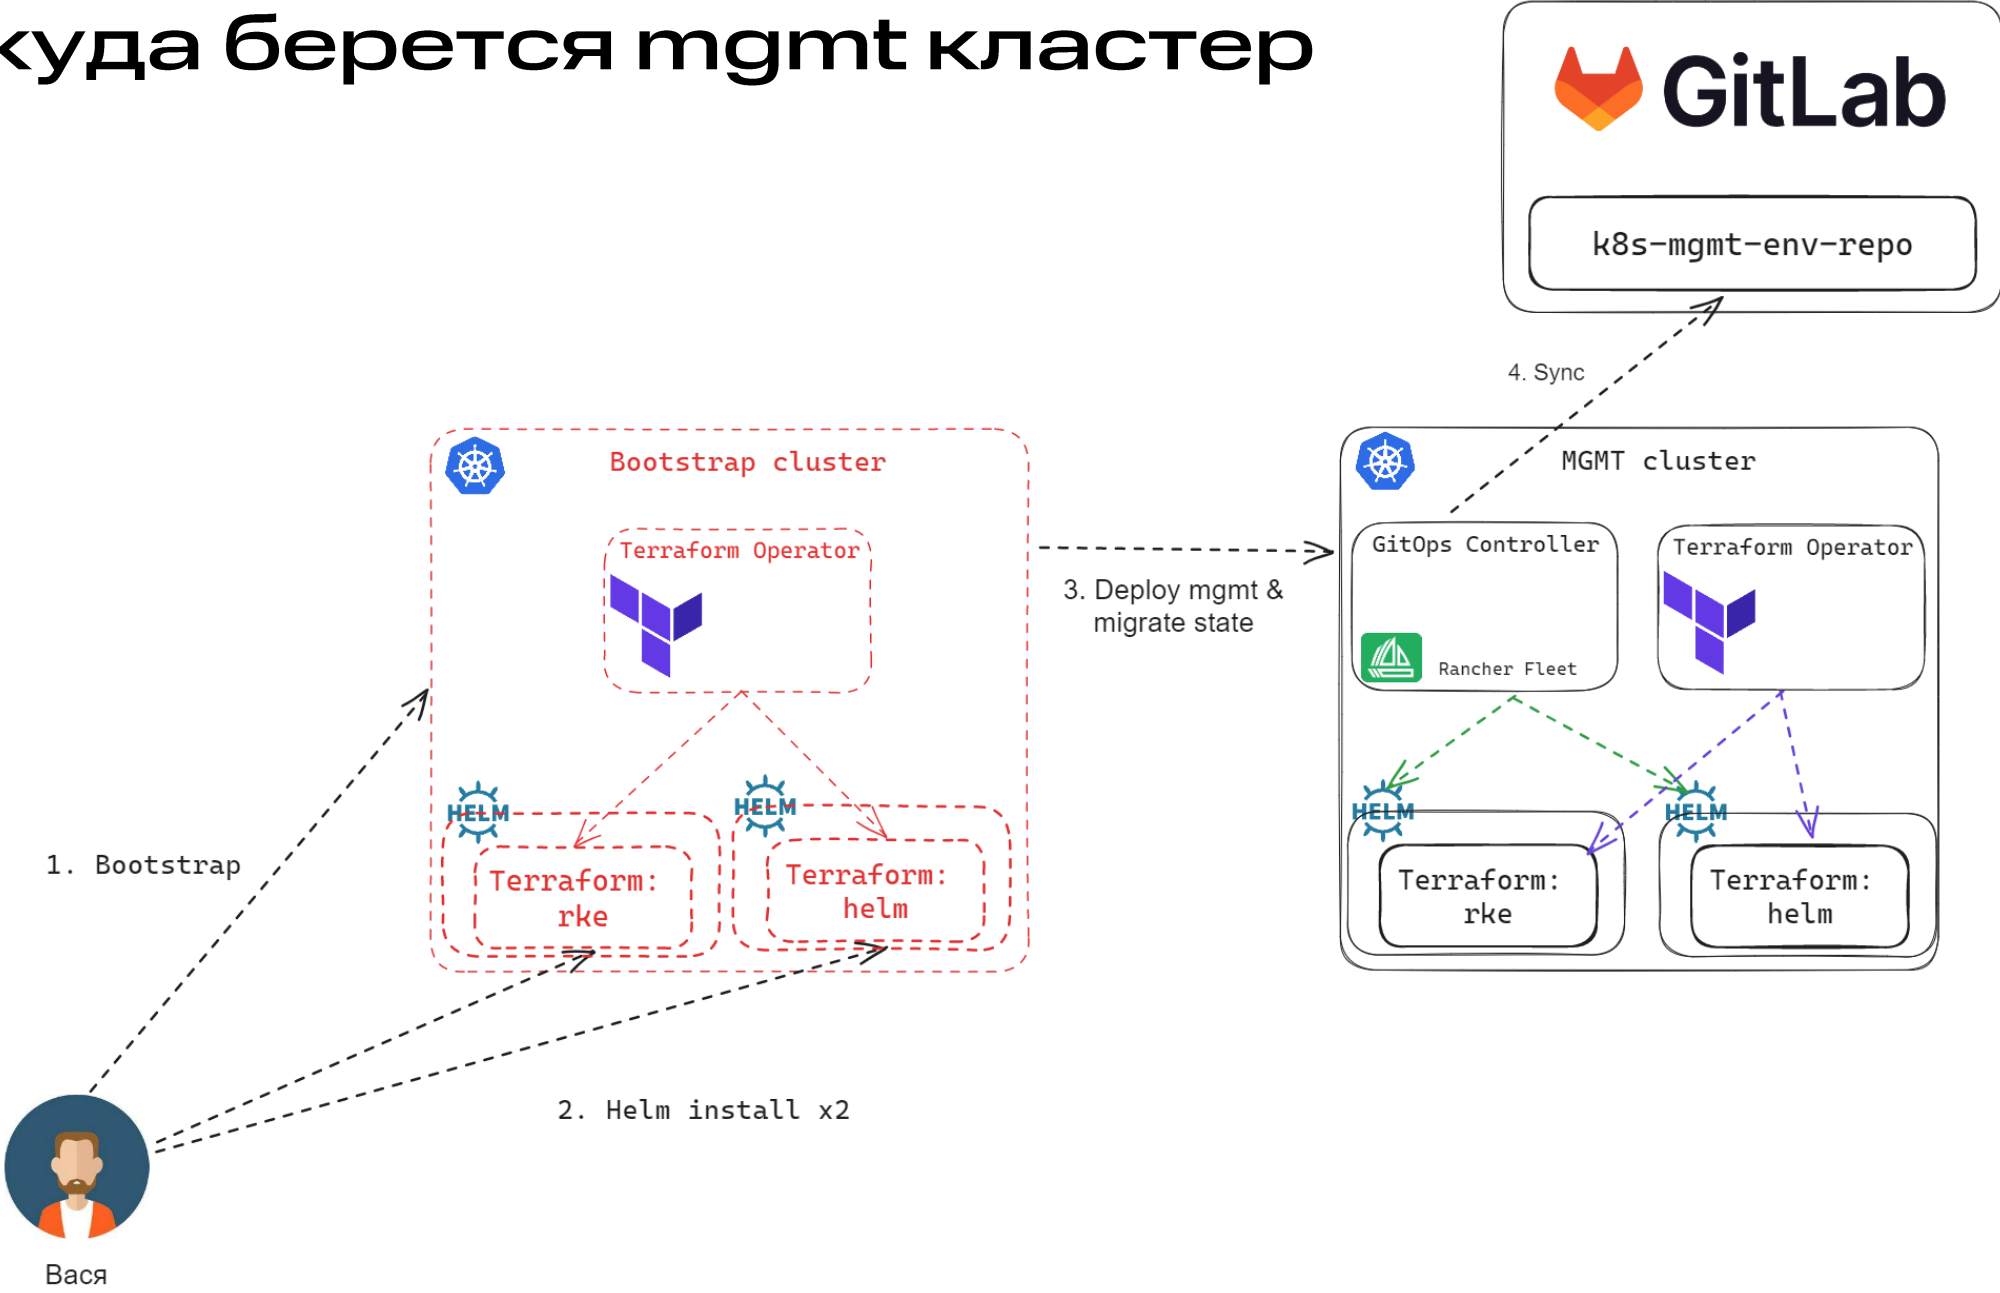 куда берется mgmt кластер
GitLab
k8s-mgmt-env-repo
4. Sync
Bootstrap cluster
Terraform Operator
HELM
HELM
Terraform:
rke
Terraform:
helm
3. Deploy mgmt &
migrate state
MGMT cluster
GitOps Controller
Rancher Fleet
Terraform Operator
HELM
HELM
Terraform:
rke
Terraform:
helm
1. Bootstrap
2. Helm install x2
Вася